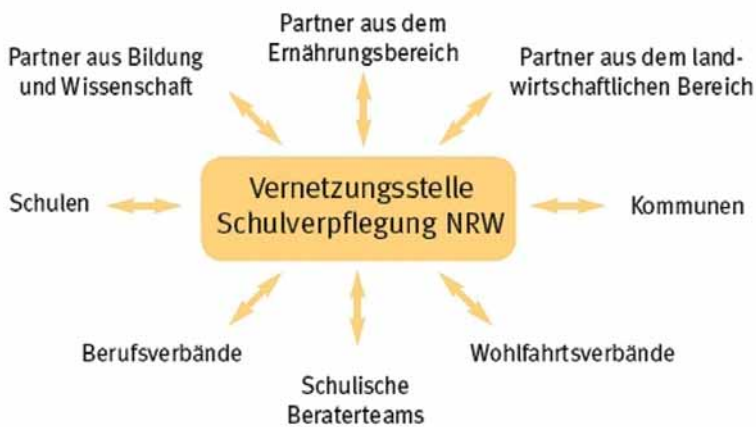 Partner aus dem
Ernährungsbereich
Partner aus Bildung
und Wissenschaft
Partner aus dem land-
wirtschaftlichen Bereich
Vernetzungsstelle
Schulverpflegung NRW
Schulen
Kommunen
Berufsverbände
Wohlfahrtsverbände
Schulische
Beraterteams